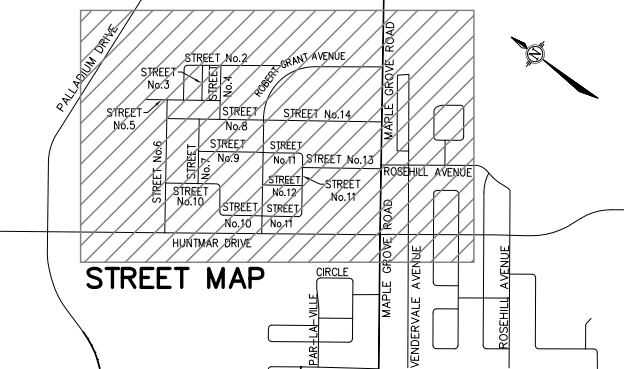 PALLADIUM DRIVE
STREET No.2
STREET
No.3
STREET
No.4
ROBERT GRANT AVENUE
MAPLE GROVE ROAD
N
STREET
No.5
STREET
No.8
STREET No.14
STREET No.6
STREET
No.7
STREET
No.9
STREET
No.11
STREET No.13
ROSEHILL AVENUE
STREET
No.12
STREET
No.11
STREET
No.10
STREET
No.10
STREET
No.11
MAPLE GROVE ROAD
HUNTMAR DRIVE
STREET MAP
CIRCLE
PAR-LA-VILLE
VENDERVALE AVENUE
ROSEHILL AVENUE